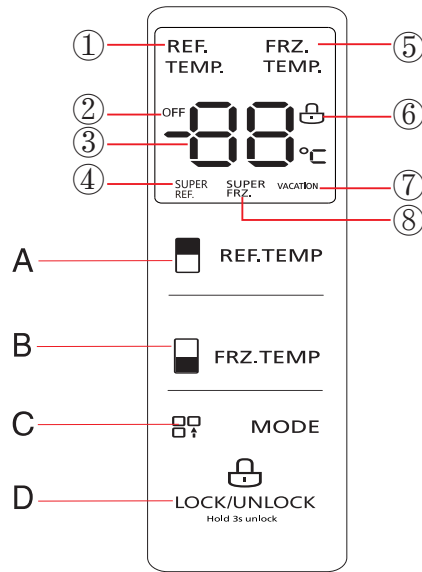 ① REF. TEMP. FRZ. TEMP. ⑤
② OFF ⑥
③ -88 °C
④ SUPER REF. SUPER FRZ. VACATION ⑦
⑧
A REF.TEMP
B FRZ.TEMP
C MODE
D LOCK/UNLOCK
Hold 3s unlock